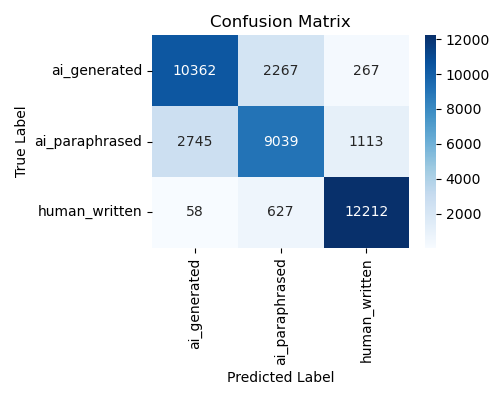 Confusion Matrix
True Label
ai_generated 10362 2267 267
ai_paraphrased 2745 9039 1113
human_written 58 627 12212
ai_generated ai_paraphrased human_written
Predicted Label
12000
10000
8000
6000
4000
2000